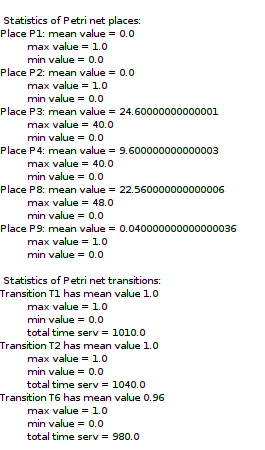 Statistics of Petri net places:
Place P1: mean value = 0.0
max value = 1.0
min value = 0.0
Place P2: mean value = 0.0
max value = 1.0
min value = 0.0
Place P3: mean value = 24.60000000000001
max value = 40.0
min value = 0.0
Place P4: mean value = 9.600000000000003
max value = 40.0
min value = 0.0
Place P8: mean value = 22.560000000000006
max value = 48.0
min value = 0.0
Place P9: mean value = 0.040000000000000036
max value = 1.0
min value = 0.0
Statistics of Petri net transitions:
Transition T1 has mean value 1.0
max value = 1.0
min value = 0.0
total time serv = 1010.0
Transition T2 has mean value 1.0
max value = 1.0
min value = 0.0
total time serv = 1040.0
Transition T6 has mean value 0.96
max value = 1.0
min value = 0.0
total time serv = 980.0